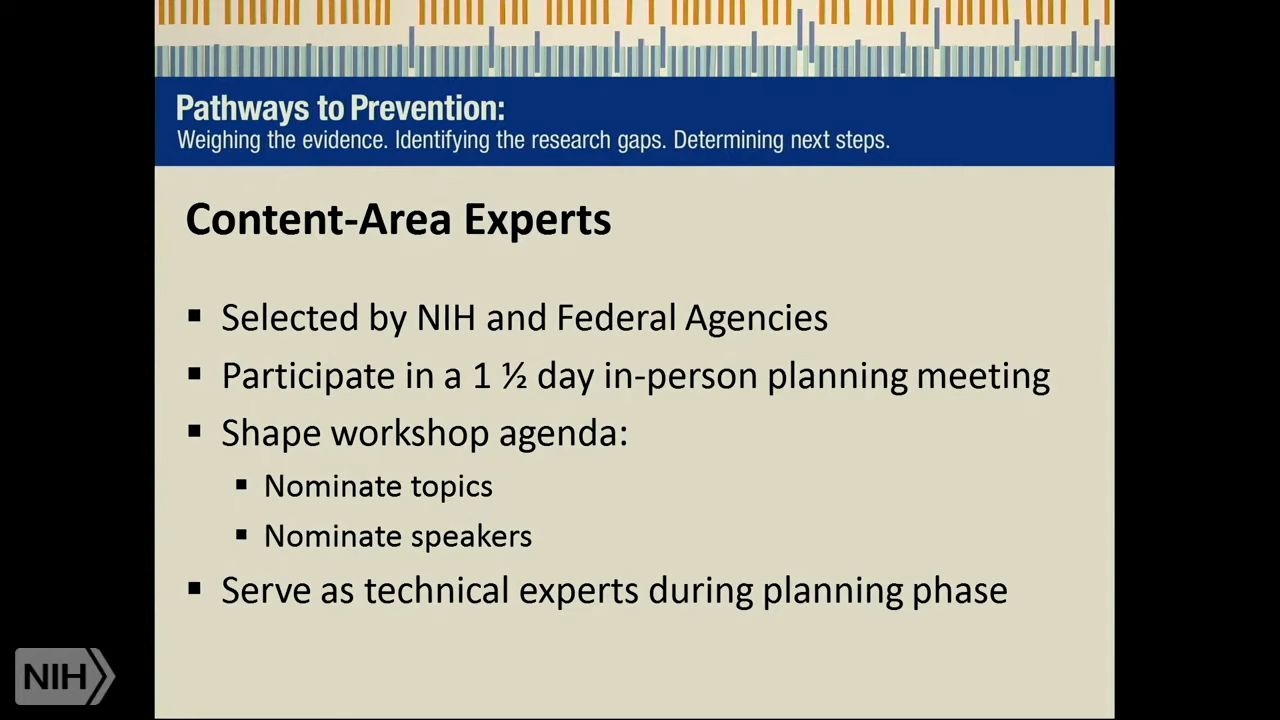 Pathways to Prevention:
Weighing the evidence. Identifying the research gaps. Determining next steps.
Content-Area Experts
▪ Selected by NIH and Federal Agencies
▪ Participate in a 1 ½ day in-person planning meeting
▪ Shape workshop agenda:
▪ Nominate topics
▪ Nominate speakers
▪ Serve as technical experts during planning phase
NIH